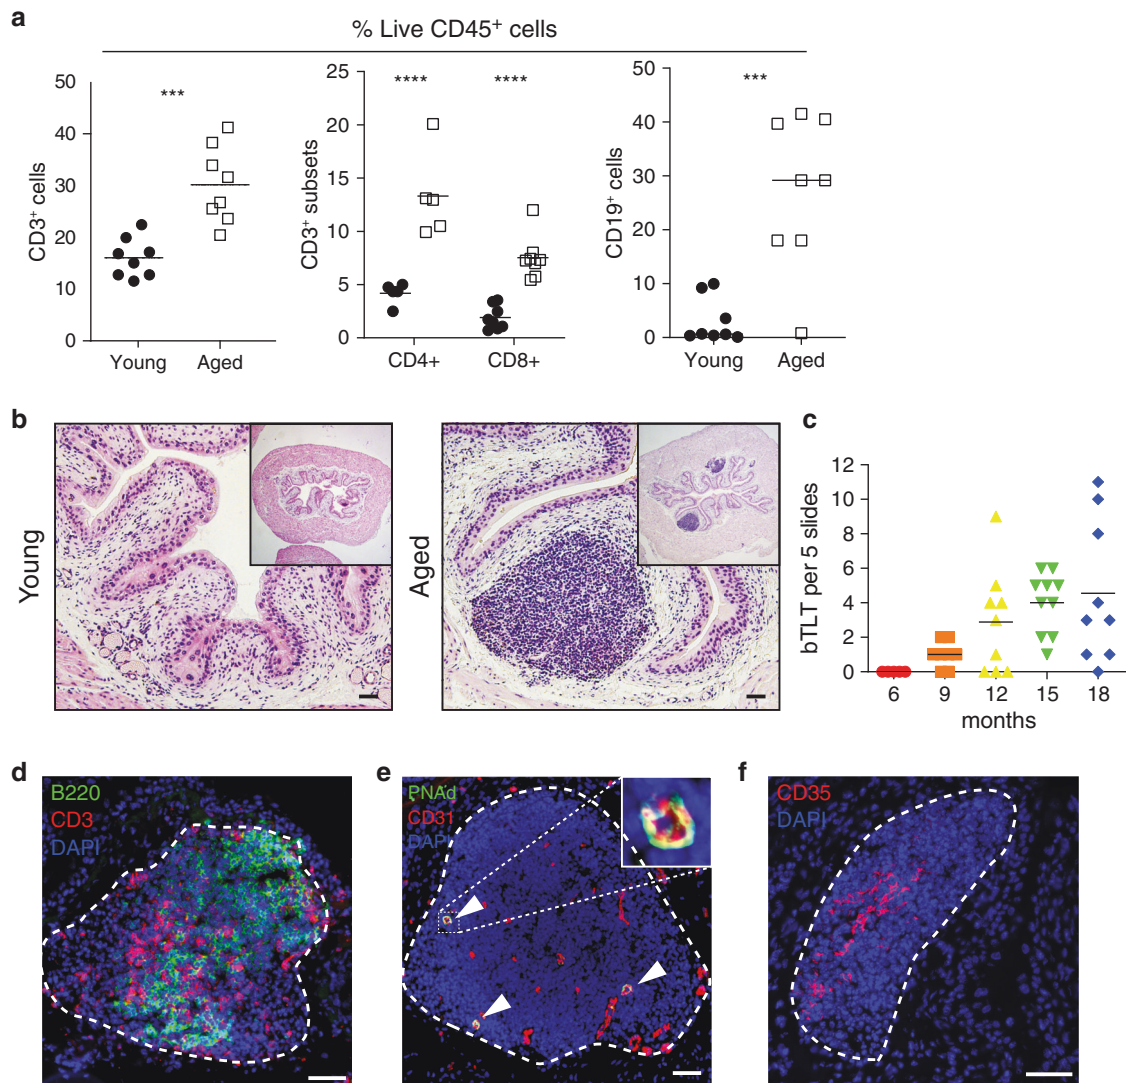 a
% Live CD45+ cells
CD3+ cells
50
40
30
20
10
0
***
Young
Aged
CD3+ subsets
25
20
15
10
5
0
****
****
CD4+
CD8+
CD19+ cells
50
40
30
20
10
0
***
Young
Aged
b
Young
Aged
c
bTLT per 5 slides
12
10
8
6
4
2
0
6
9
12
15
18
months
d
B220
CD3
DAPI
e
PNAd
CD31
DAPI
f
CD35
DAPI